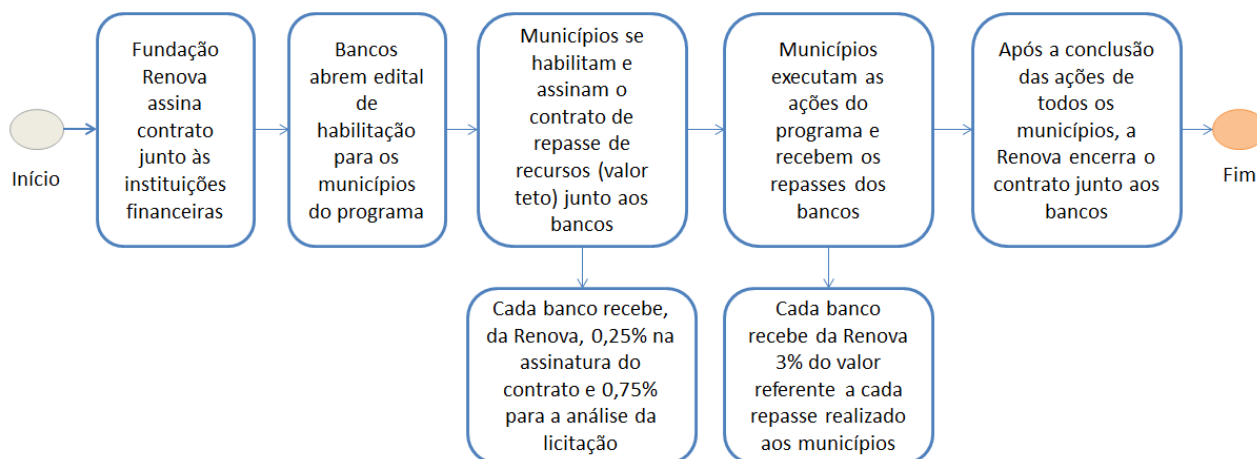 Início
Fundação
Renova
assina
contrato
junto às
instituições
financeiras
Bancos
abrem edital
de
habilitação
para os
municípios
do programa
Municípios se
habilitam e
assinam o
contrato de
repasse de
recursos (valor
teto) junto aos
bancos
Municípios
executam as
ações do
programa e
recebem os
repasses dos
bancos
Após a conclusão
das ações de
todos os
municípios, a
Renova encerra o
contrato junto aos
bancos
Fim
Cada banco recebe,
da Renova, 0,25% na
assinatura do
contrato e 0,75%
para a análise da
licitação
Cada banco
recebe da Renova
3% do valor
referente a cada
repasse realizado
aos municípios